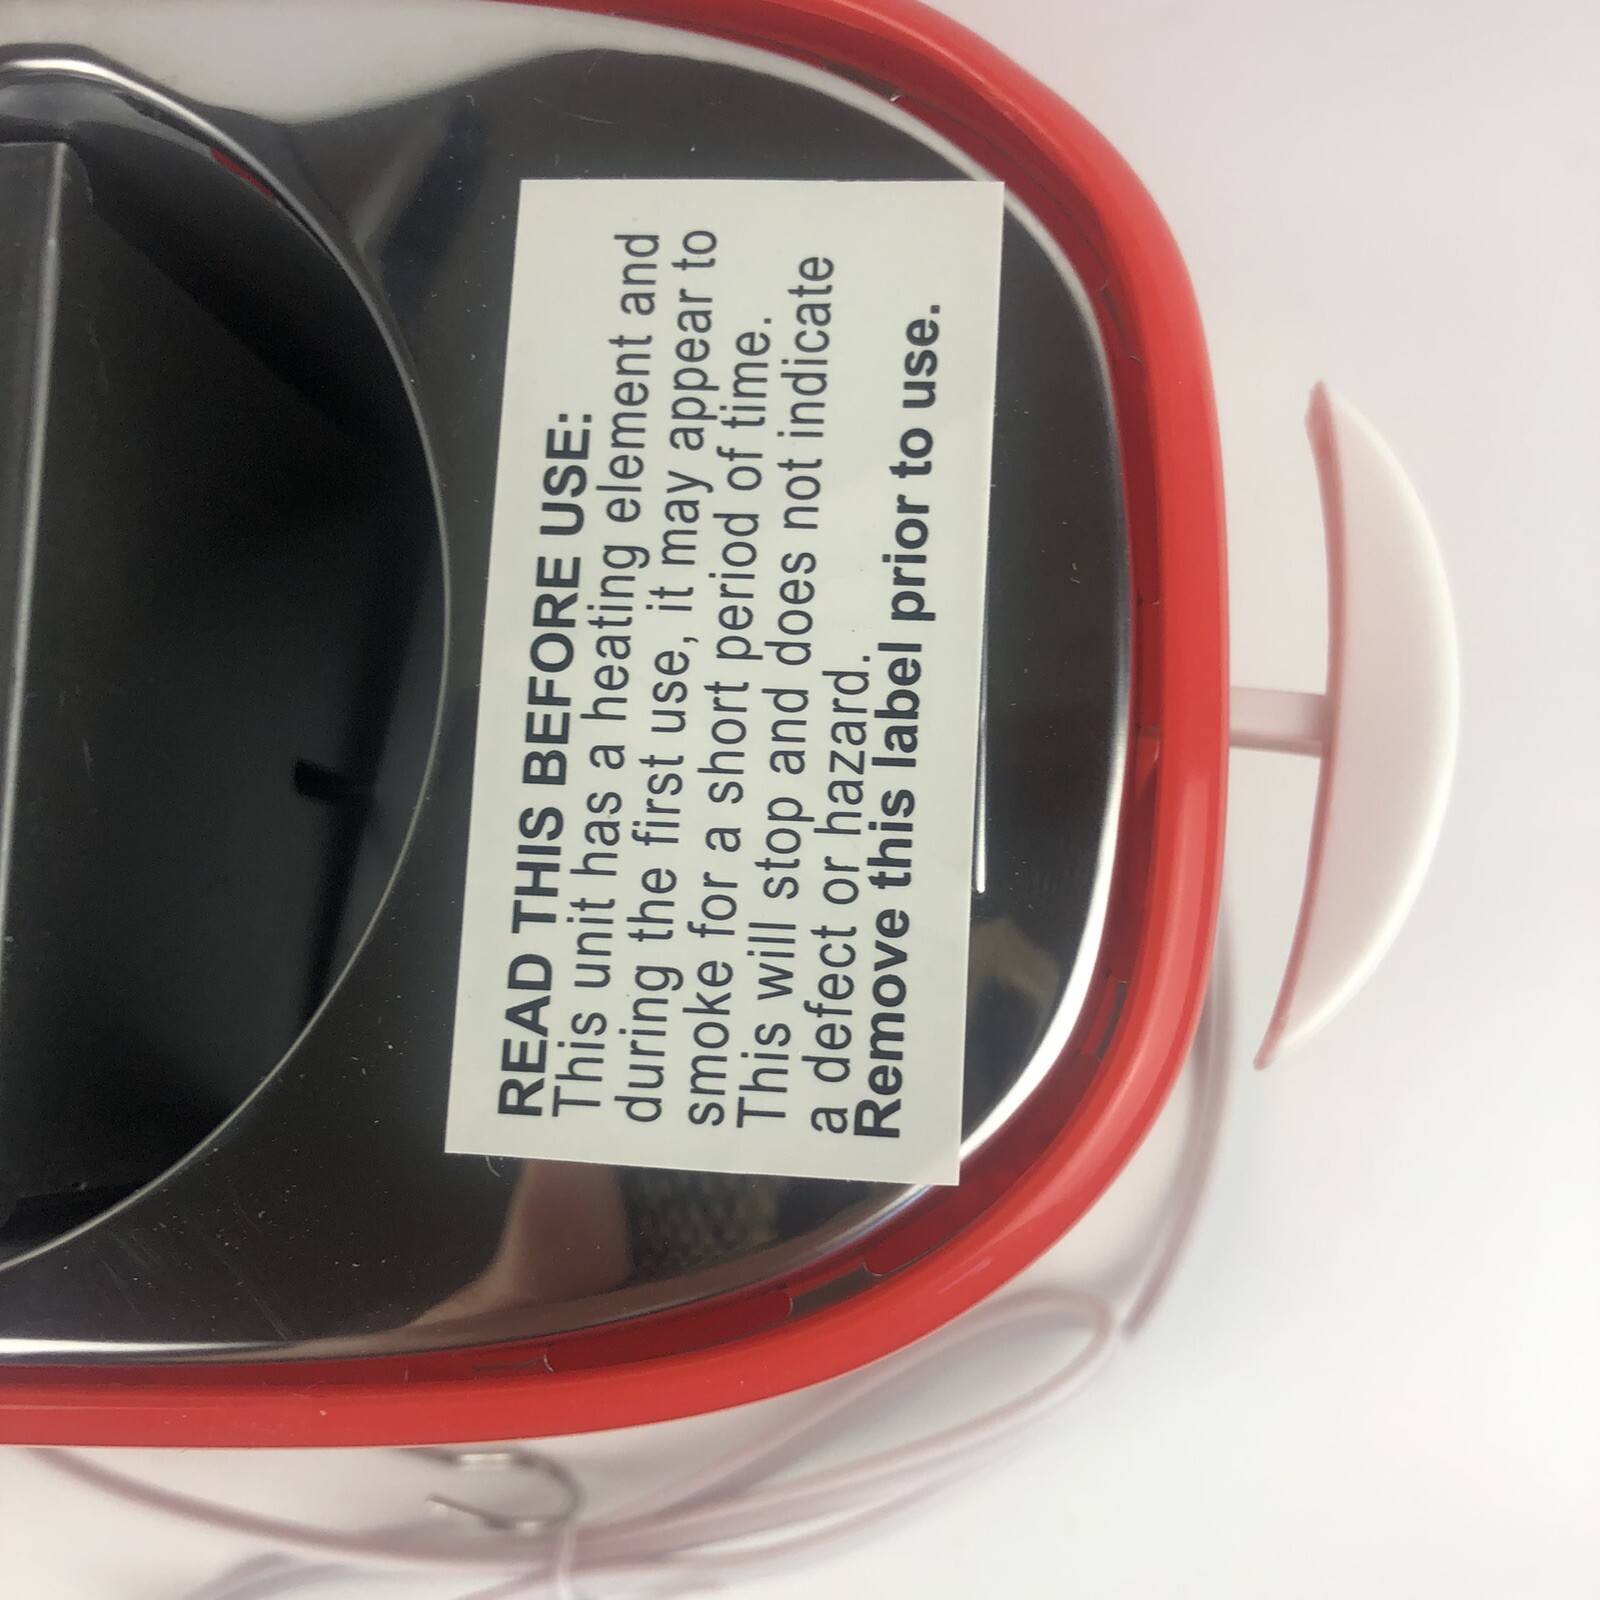 READ THIS BEFORE USE:
This unit has a heating element and
during the first use, it may appear to
smoke for a short period of time.
This will stop and does not indicate
a defect or hazard.
Remove this label prior to use.